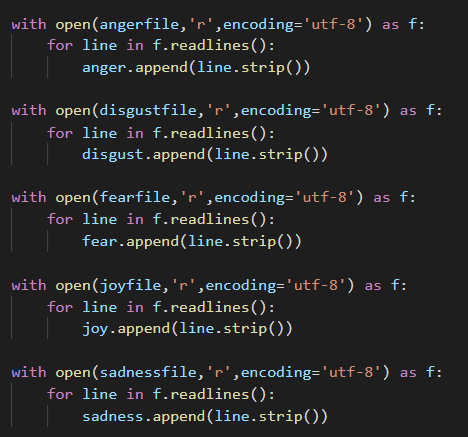 with open(angerfile,'r',encoding='utf-8') as f:
    for line in f.readlines():
        anger.append(line.strip())
with open(disgustfile,'r',encoding='utf-8') as f:
    for line in f.readlines():
        disgust.append(line.strip())
with open(fearfile,'r',encoding='utf-8') as f:
    for line in f.readlines():
        fear.append(line.strip())
with open(joyfile,'r',encoding='utf-8') as f:
    for line in f.readlines():
        joy.append(line.strip())
with open(sadnessfile,'r',encoding='utf-8') as f:
    for line in f.readlines():
        sadness.append(line.strip())